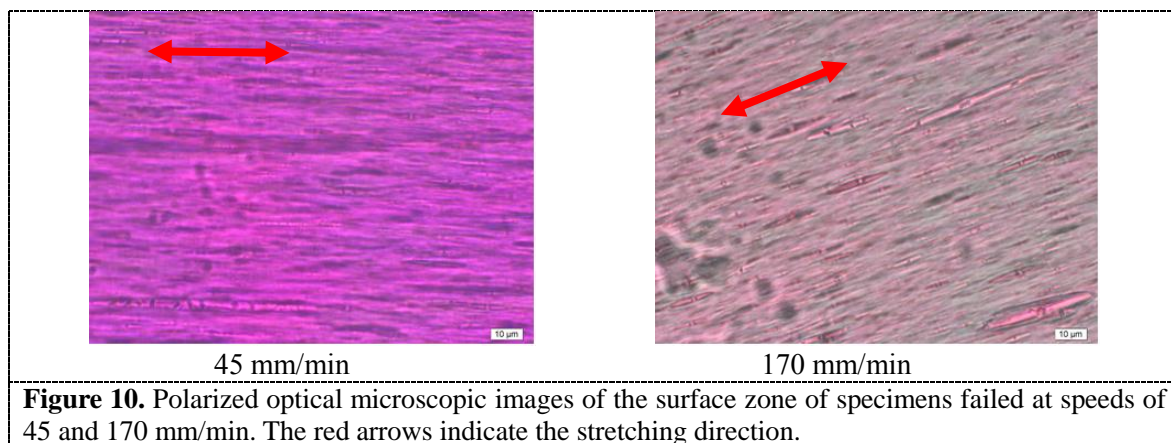 10 µm
10 µm
45 mm/min
170 mm/min
Figure 10. Polarized optical microscopic images of the surface zone of specimens failed at speeds of
45 and 170 mm/min. The red arrows indicate the stretching direction.